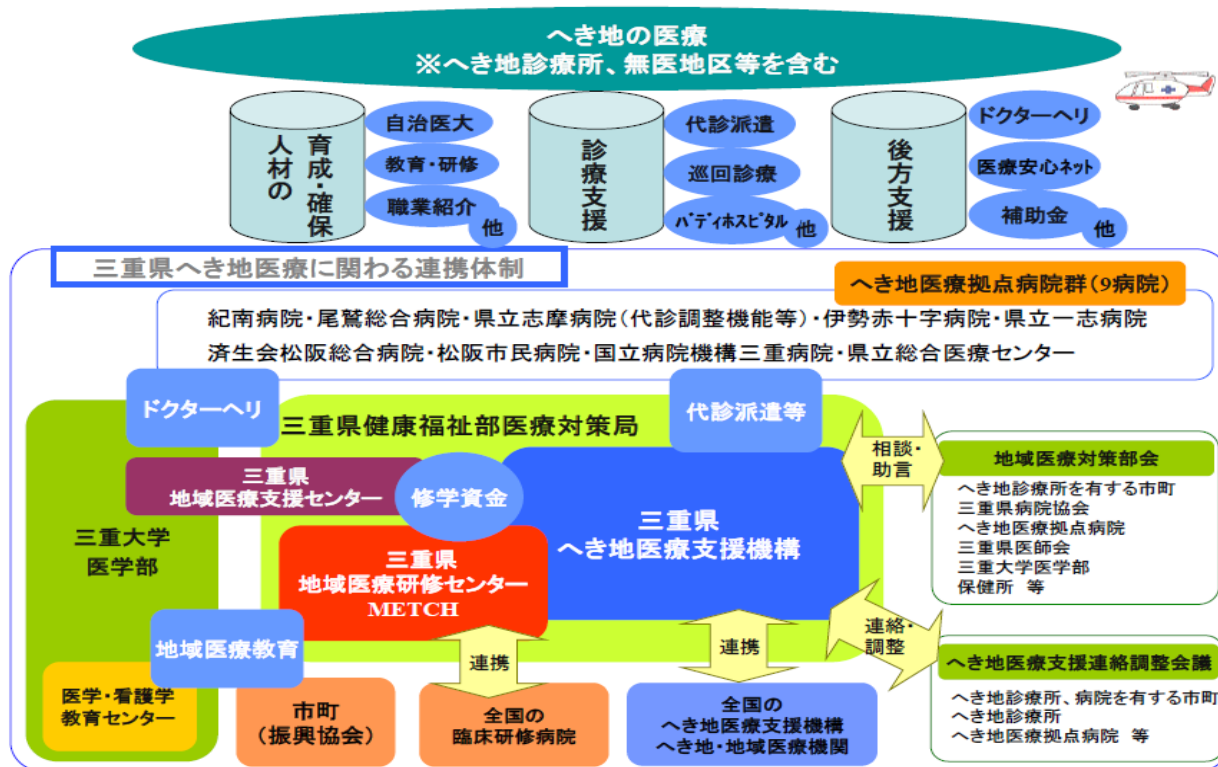 へき地の医療
※へき地診療所、無医地区等を含む
人材の
育成・確保
自治医大
教育・研修
職業紹介
他
診療支援
代診派遣
巡回診療
バディホスピタル
他
後方支援
ドクターヘリ
医療安心ネット
補助金
他
三重県へき地医療に関わる連携体制
へき地医療拠点病院群(9病院)
紀南病院・尾鷲総合病院・県立志摩病院(代診調整機能等)・伊勢赤十字病院・県立一志病院
済生会松阪総合病院・松阪市民病院・国立病院機構三重病院・県立総合医療センター
ドクターヘリ
三重県健康福祉部医療対策局
代診派遣等
三重県
地域医療支援センター
修学資金
三重大学
医学部
三重県
へき地医療支援機構
三重県
地域医療研修センター
METCH
地域医療教育
医学・看護学
教育センター
市町
(振興協会)
連携
全国の
臨床研修病院
連携
全国の
へき地医療支援機構
へき地・地域医療機関
相談・
助言
地域医療対策部会
へき地診療所を有する市町
三重県病院協会
へき地医療拠点病院
三重県医師会
三重大学医学部
保健所 等
連絡・
調整
へき地医療支援連絡調整会議
へき地診療所、病院を有する市町
へき地診療所
へき地医療拠点病院 等